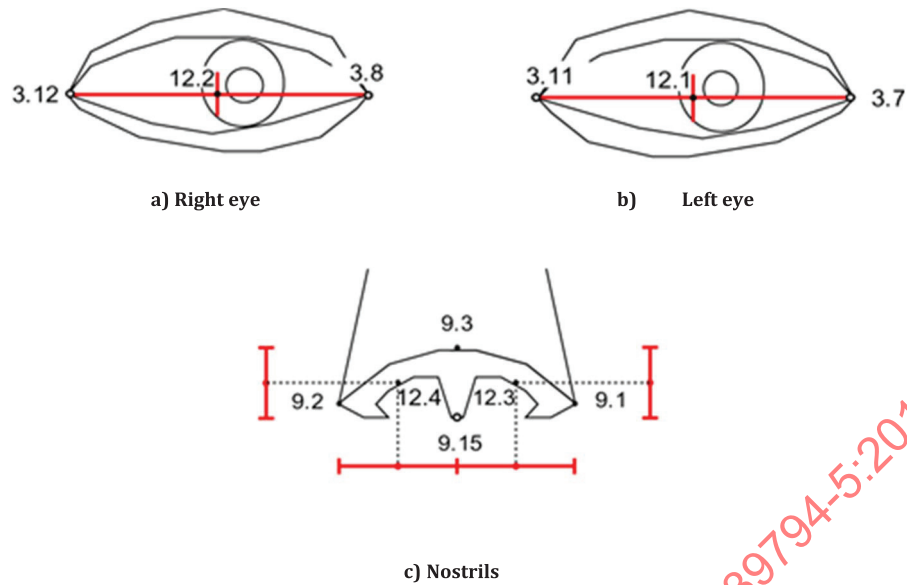 3.12 12.2 3.8
3.11 12.1 3.7
a) Right eye
b) Left eye
9.3
9.2 12.4 12.3 9.1
9.15
c) Nostrils
39794-5:201